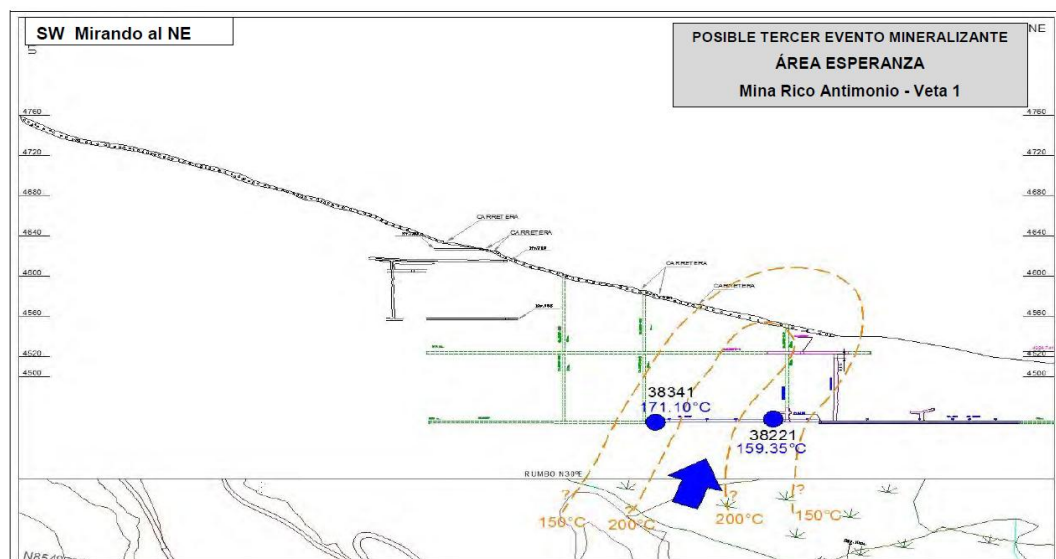 SW Mirando al NE
POSIBLE TERCER EVENTO MINERALIZANTE
ÁREA ESPERANZA
Mina Rico Antimonio - Veta 1
NE
4760
4760
4720
4720
4680
4680
4640
4640
CARRETERA
CARRETERA
4600
4600
CARRETERA
CARRETERA
4560
4560
4520
4520
4500
4500
38341
171.10°C
38221
159.35°C
RUMBO N30°E
?
?
?
?
150°C
200°C
200°C
150°C